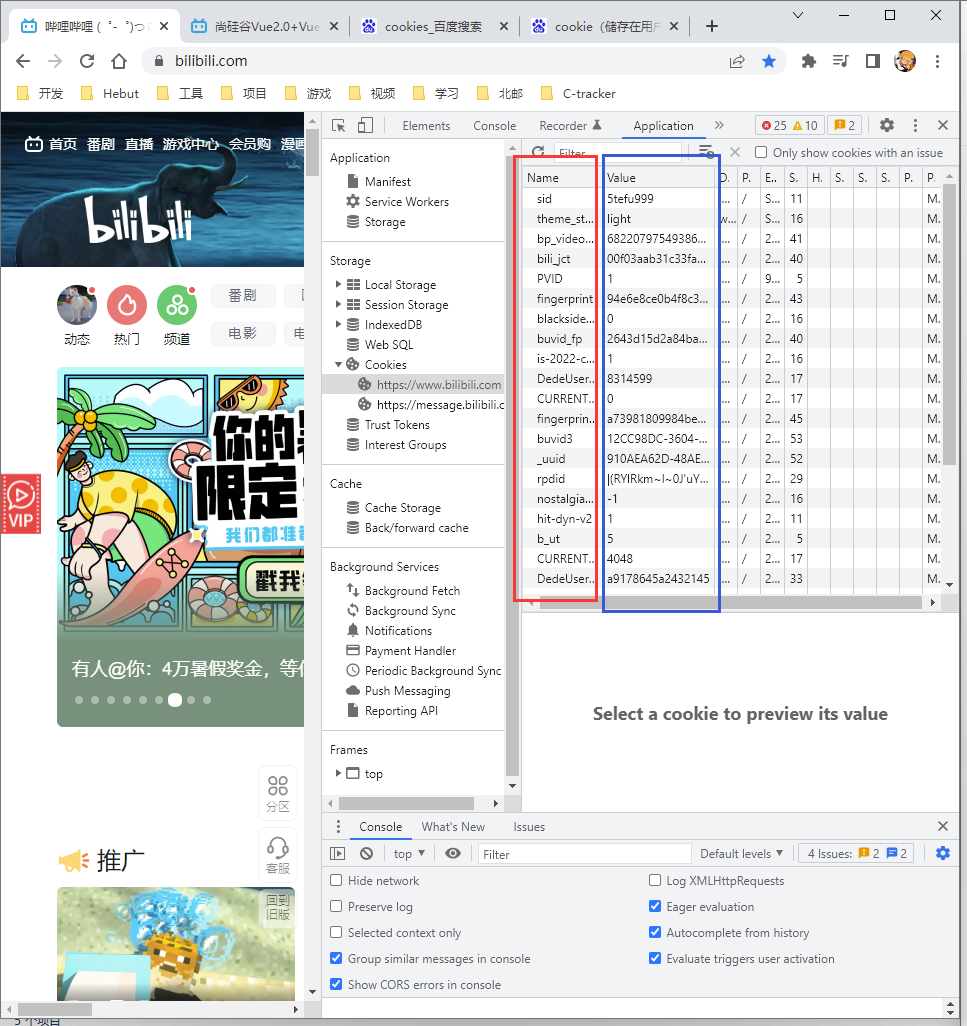 哔哩哔哩 (゜-゜)つ
尚硅谷Vue2.0+Vue
cookies_百度搜索
cookie（储存在用户
bilibili.com
开发
Hebut
工具
项目
游戏
视频
学习
北邮
C-tracker
首页 番剧 直播 游戏中心 会员购 漫画
bilibili
动态
热门
频道
番剧
电影
你的
限定
我们都准备
戳我
有人@你：4万暑假奖金，等
VIP
分区
客服
推广
回到
旧版
5 个项目
Elements
Console
Recorder
Application
25
10
2
Application
Manifest
Service Workers
Storage
Storage
Local Storage
Session Storage
IndexedDB
Web SQL
Cookies
https://www.bilibili.com
https://message.bilibili.c
Trust Tokens
Interest Groups
Cache
Cache Storage
Back/forward cache
Background Services
Background Fetch
Background Sync
Notifications
Payment Handler
Periodic Background Sync
Push Messaging
Reporting API
Frames
top
Filter
Only show cookies with an issue
Name Value D. P. E.. S. H. S. S. S. P. P.
sid 5tefu999 ... / S... 11 M.
theme_st... light w... / S... 16 M.
bp_video... 68220797549386... ... / 2... 41 M.
bili_jct 00f03aab31c33fa... ... / 2... 40 M.
PVID 1 ... / 9... 5 M.
fingerprint 94e6e8ce0b4f8c3... ... / 2... 43 M.
blackside... 0 ... / 2... 16 M.
buvid_fp 2643d15d2a84ba... ... / 2... 40 M.
is-2022-c... 1 ... / 2... 16 M.
DedeUser... 8314599 ... / 2... 17 M.
CURRENT... 0 ... / 2... 17 M.
fingerprin... a73981809984be... ... / 2... 45 M.
buvid3 12CC98DC-3604-... ... / 2... 53 M.
_uuid 910AEA62D-48AE... ... / 2... 52 M.
rpdid |(RYlRkm~l~0J'uY... ... / 2... 29 M.
nostalgia... -1 ... / 2... 16 M.
hit-dyn-v2 1 ... / 2... 11 M.
b_ut 5 ... / 2... 5 M.
CURRENT... 4048 ... / 2... 17 M.
DedeUser... a9178645a2432145 ... / 2... 33 M.
Select a cookie to preview its value
Console
What's New
Issues
top
Filter
Default levels
4 Issues: 2 2
Hide network
Log XMLHttpRequests
Preserve log
Eager evaluation
Selected context only
Autocomplete from history
Group similar messages in console
Evaluate triggers user activation
Show CORS errors in console